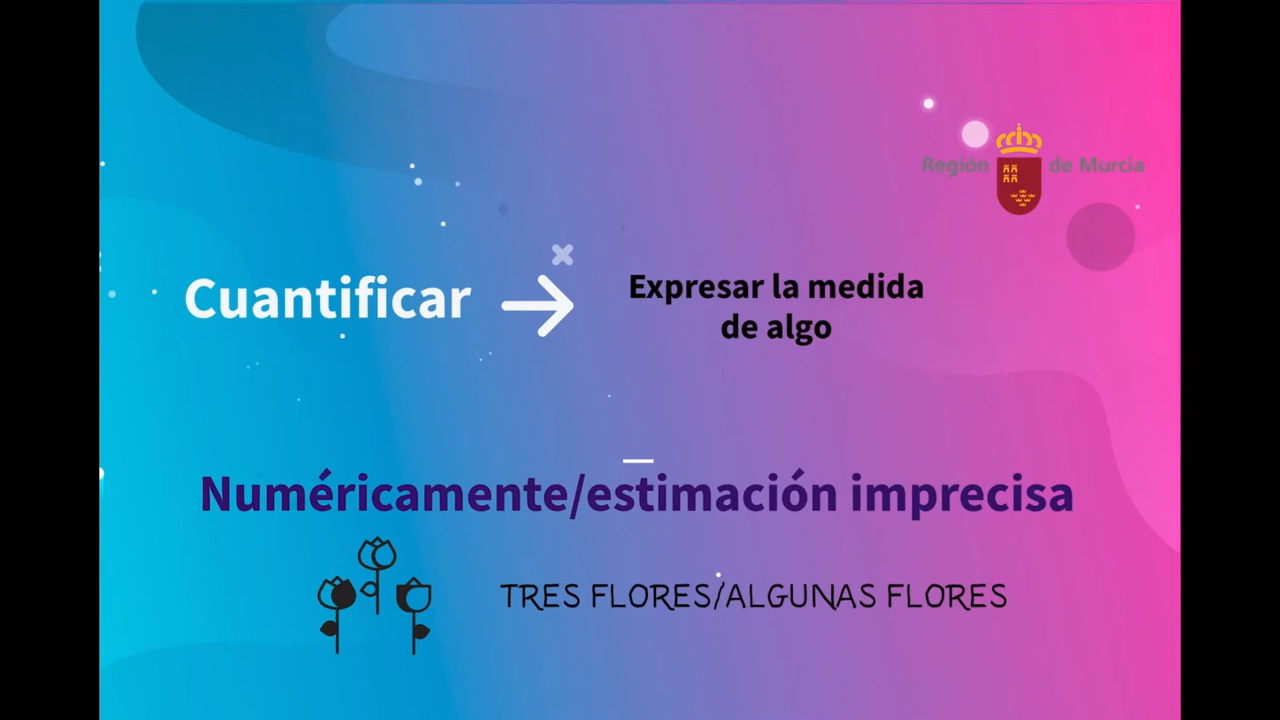 Región de Murcia
Cuantificar
Expresar la medida
de algo
Numéricamente/estimación imprecisa
TRES FLORES/ALGUNAS FLORES